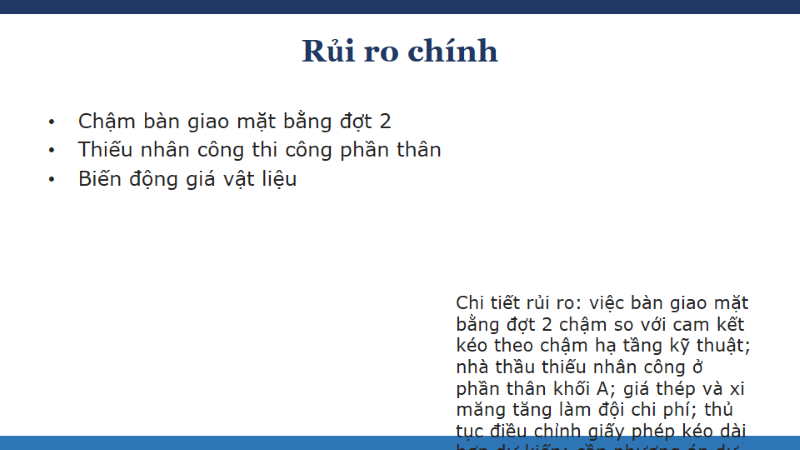 Rủi ro chính
• Chậm bàn giao mặt bằng đợt 2
• Thiếu nhân công thi công phần thân
• Biến động giá vật liệu
Chi tiết rủi ro: việc bàn giao mặt
bằng đợt 2 chậm so với cam kết
kéo theo chậm hạ tầng kỹ thuật;
nhà thầu thiếu nhân công ở
phần thân khối A; giá thép và xi
măng tăng làm đội chi phí; thủ
tục điều chỉnh giấy phép kéo dài